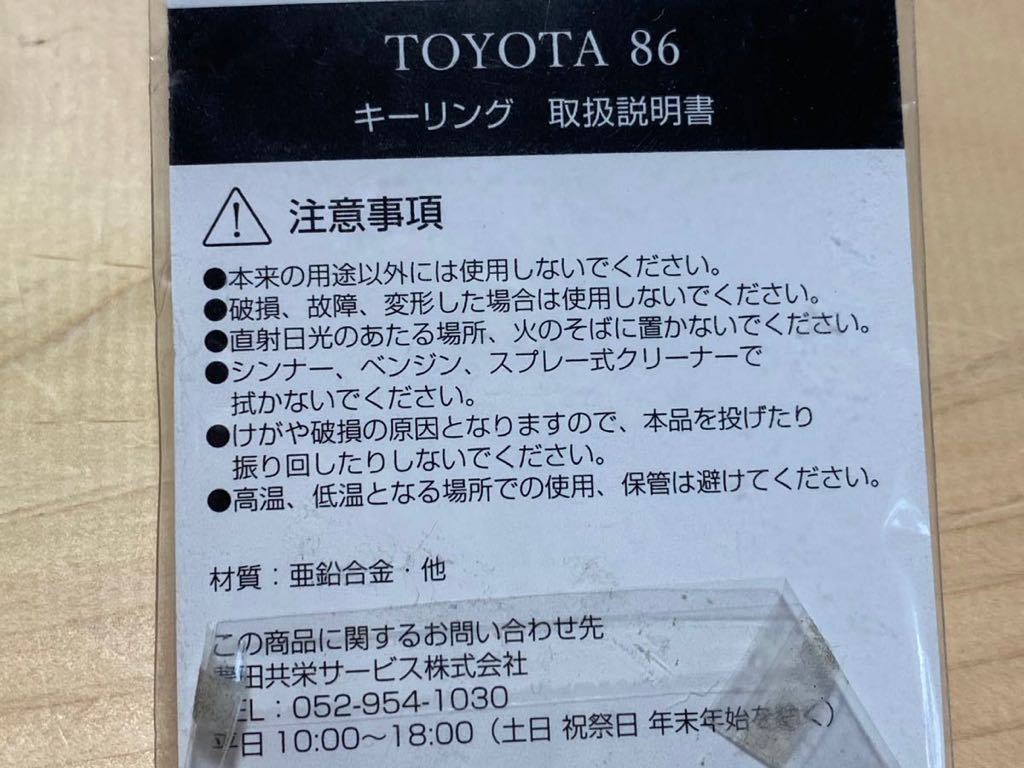 TOYOTA 86
キーリング 取扱説明書
注意事項
●本来の用途以外には使用しないでください。
●破損、故障、変形した場合は使用しないでください。
●直射日光のあたる場所、火のそばに置かないでください。
●シンナー、ベンジン、スプレー式クリーナーで
拭かないでください。
●けがや破損の原因となりますので、本品を投げたり
振り回したりしないでください。
●高温、低温となる場所での使用、保管は避けてください。
材質：亜鉛合金・他
この商品に関するお問い合わせ先
田共栄サービス株式会社
TEL：052-954-1030
平日 10:00～18:00（土日 祝祭日 年末年始を除く）